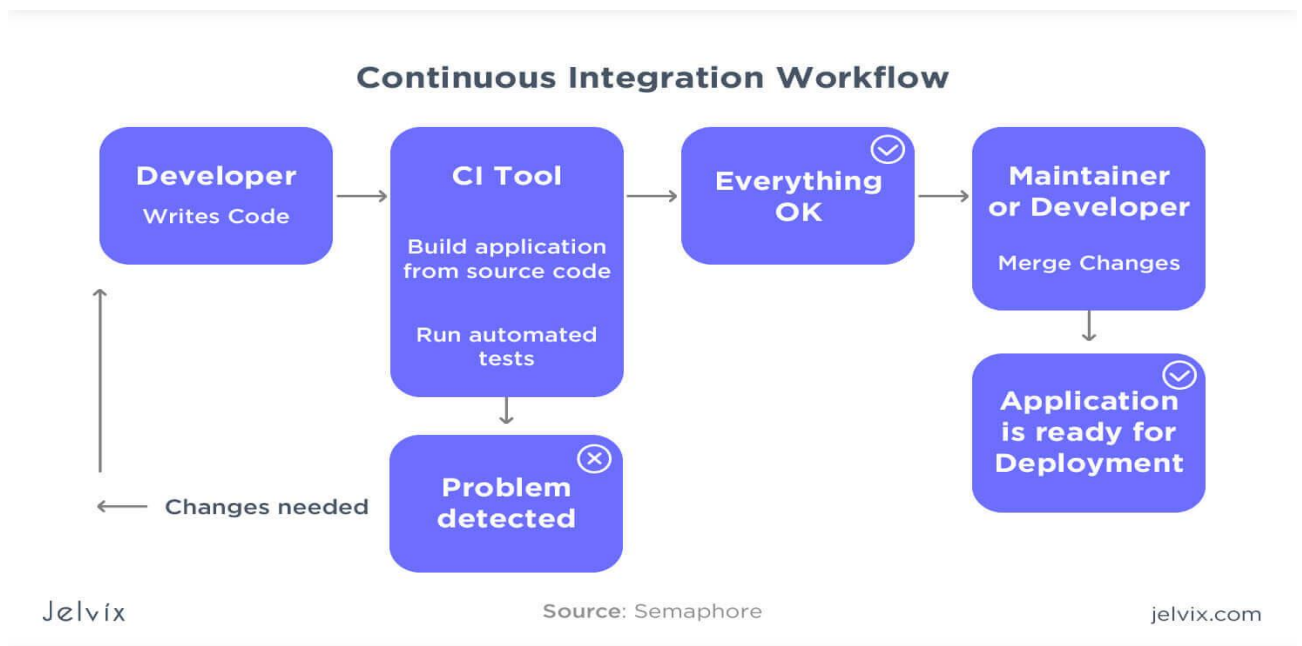 Continuous Integration Workflow
Developer
Writes Code
CI Tool
Build application
from source code
Run automated
tests
Everything
OK
Maintainer
or Developer
Merge Changes
Application
is ready for
Deployment
Problem
detected
Changes needed
Jelvíx
Source: Semaphore
jelvix.com